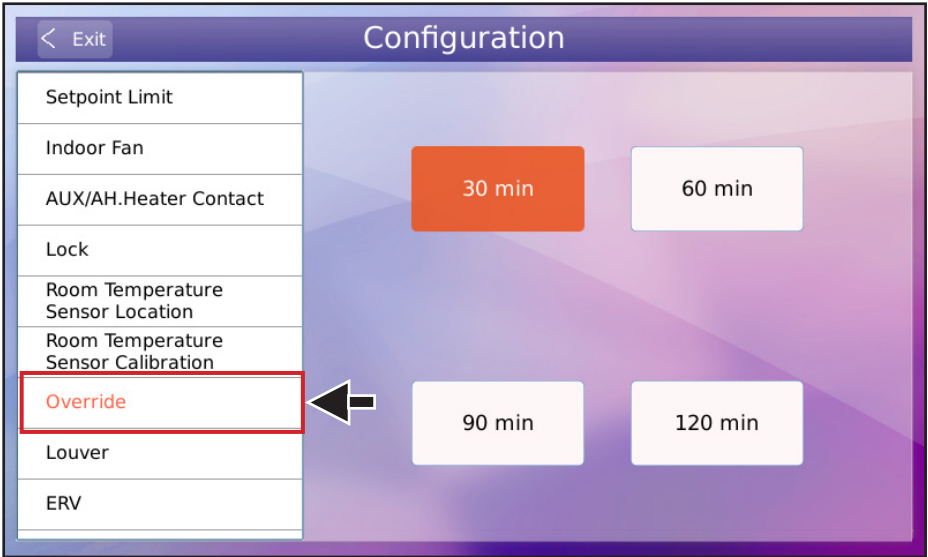 Exit
Configuration
Setpoint Limit
Indoor Fan
AUX/AH.Heater Contact
Lock
Room Temperature
Sensor Location
Room Temperature
Sensor Calibration
Override
Louver
ERV
30 min
60 min
90 min
120 min